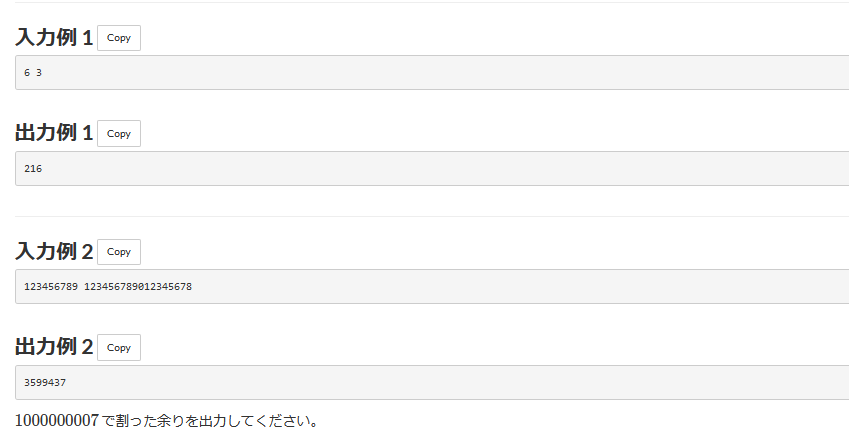 入力例 1 Copy
6 3
出力例 1 Copy
216
入力例 2 Copy
123456789 123456789012345678
出力例 2 Copy
3599437
1000000007 で割った余りを出力してください。